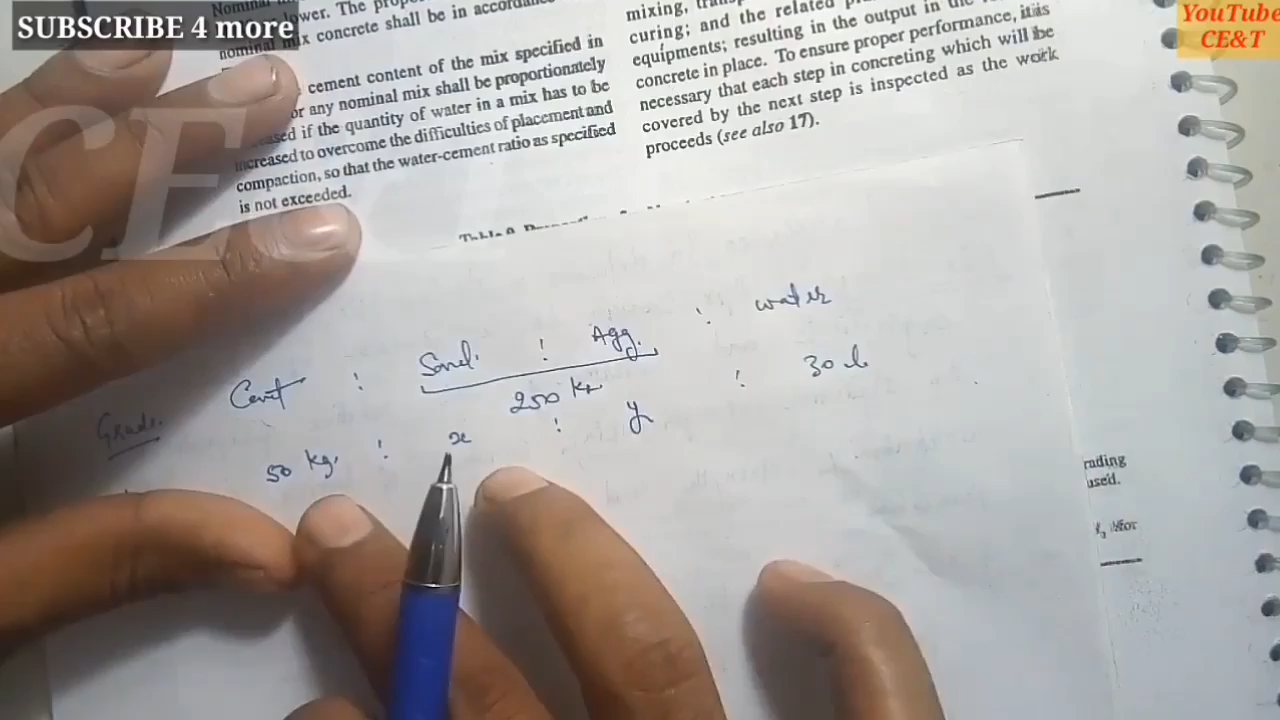 SUBSCRIBE 4 more
YouTube
CE&T
lower. The
nominal mix concrete shall be in
cement content of the mix specified in
or any nominal mix shall be proportionately
if the quantity of water in a mix has to be
increased to overcome the difficulties of placement and
compaction, so that the water-cement ratio as specified
is not exceeded.
mixing,
curing; and the related
equipments; resulting in the output in the
concrete in place. To ensure proper performance, it is
necessary that each step in concreting which will be
covered by the next step is inspected as the work
proceeds (see also 17).
Sand : Agg. : water
250 kg : 30 l
Grade.
50 kg. : x : y
used.
for